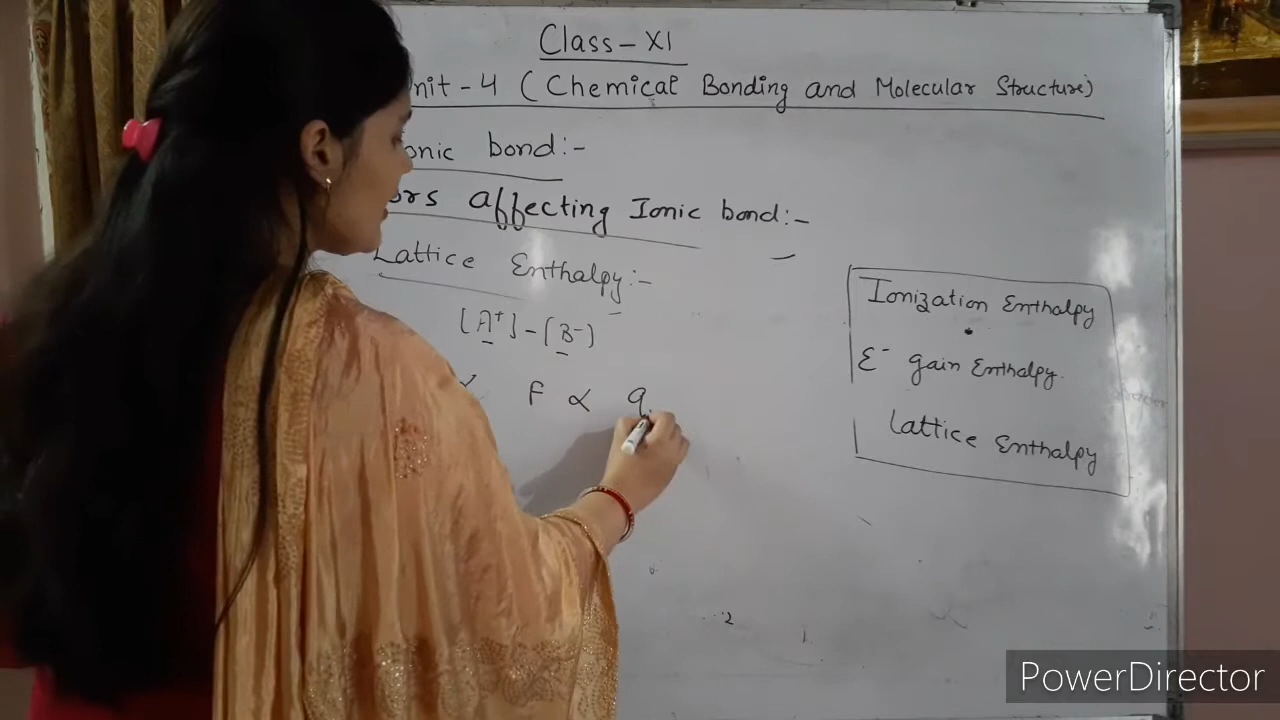 Class - XI
nit - 4 (Chemical Bonding and Molecular Structure)
onic bond:-
ors affecting Ionic bond:-
Lattice Enthalpy:-
[A⁺] - [B⁻)
F ∝ q
Ionization Enthalpy
E⁻ gain Enthalpy.
Lattice Enthalpy
PowerDirector